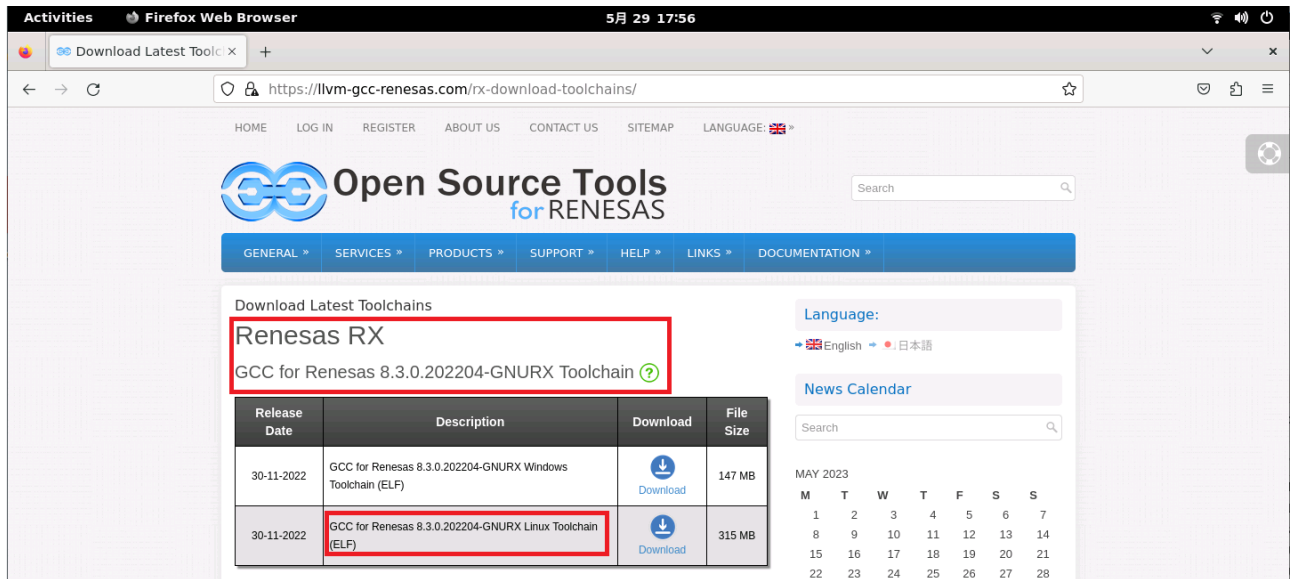 Activities
Firefox Web Browser
5月 29 17:56
Download Latest Toolc
https://llvm-gcc-renesas.com/rx-download-toolchains/
HOME LOG IN REGISTER ABOUT US CONTACT US SITEMAP LANGUAGE: »
Open Source Tools
for RENESAS
Search
GENERAL » SERVICES » PRODUCTS » SUPPORT » HELP » LINKS » DOCUMENTATION »
Download Latest Toolchains
Renesas RX
GCC for Renesas 8.3.0.202204-GNURX Toolchain ?
Release Date Description Download File Size
30-11-2022
GCC for Renesas 8.3.0.202204-GNURX Windows
Toolchain (ELF)
Download
147 MB
30-11-2022
GCC for Renesas 8.3.0.202204-GNURX Linux Toolchain
(ELF)
Download
315 MB
Language:
English 日本語
News Calendar
Search
MAY 2023
M T W T F S S
1 2 3 4 5 6 7
8 9 10 11 12 13 14
15 16 17 18 19 20 21
22 23 24 25 26 27 28